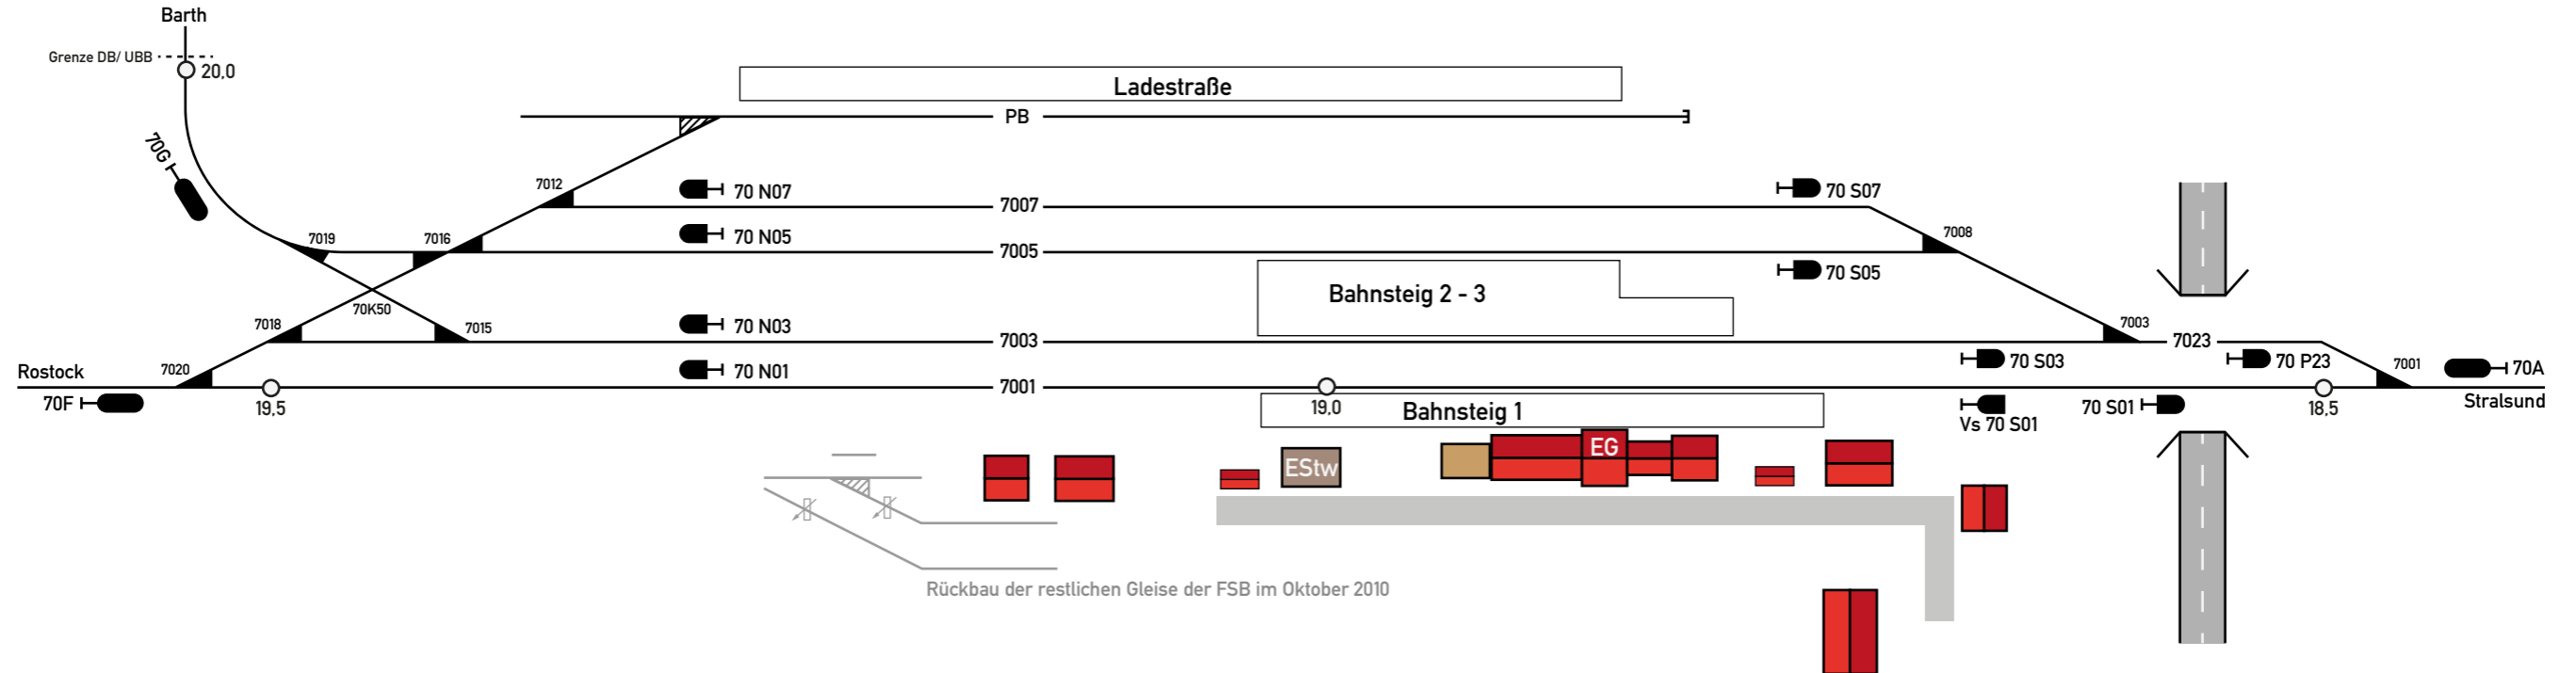 Barth
Grenze DB/ UBB
20,0
Ladestraße
PB
70G
7012
70 N07
7007
70 S07
7019
7016
70 N05
7005
7008
70 S05
Bahnsteig 2 - 3
70K50
7018
7015
70 N03
7003
7003
7023
70 S03
70 P23
Rostock
7020
70 N01
7001
7001
70A
70F
19,5
19,0
Bahnsteig 1
Vs 70 S01
70 S01
18,5
Stralsund
EStw
EG
Rückbau der restlichen Gleise der FSB im Oktober 2010